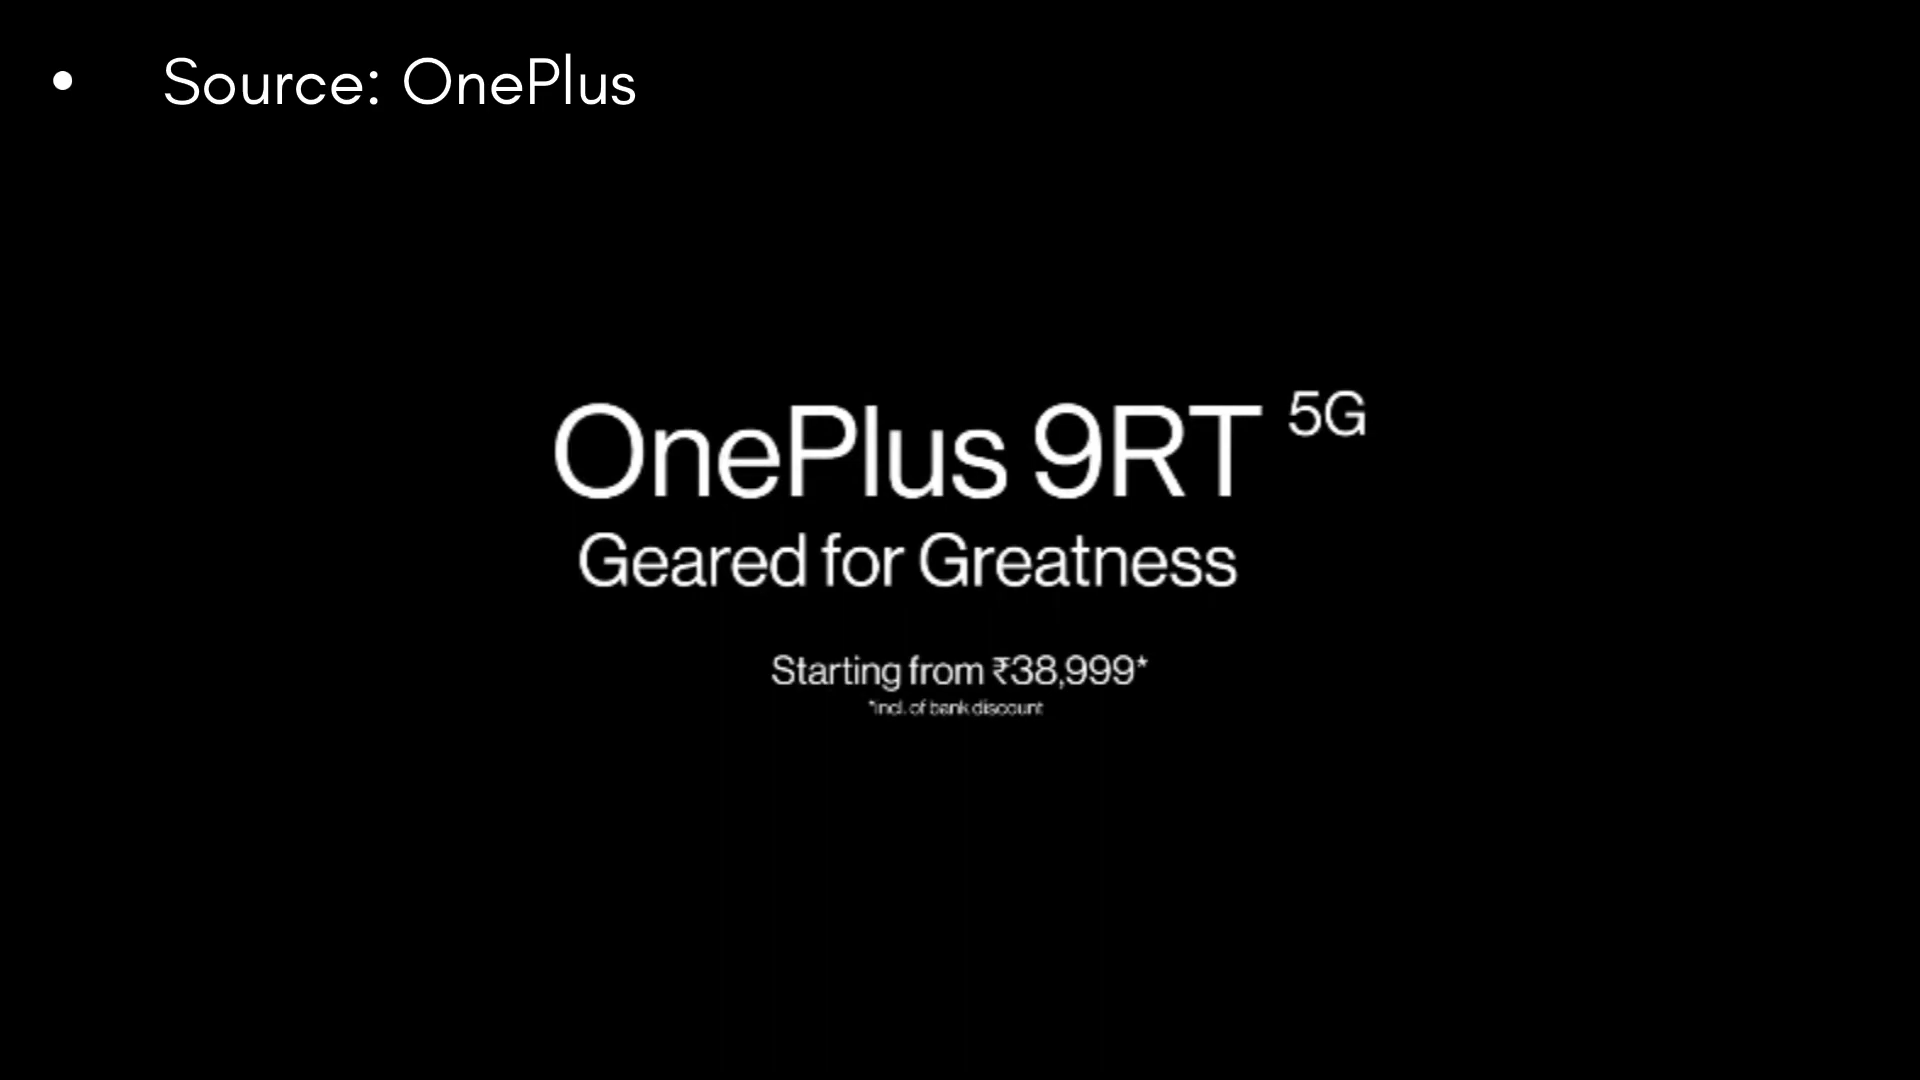 • Source: OnePlus
OnePlus 9RT 5G
Geared for Greatness
Starting from ₹38,999*
*incl. of bank discount